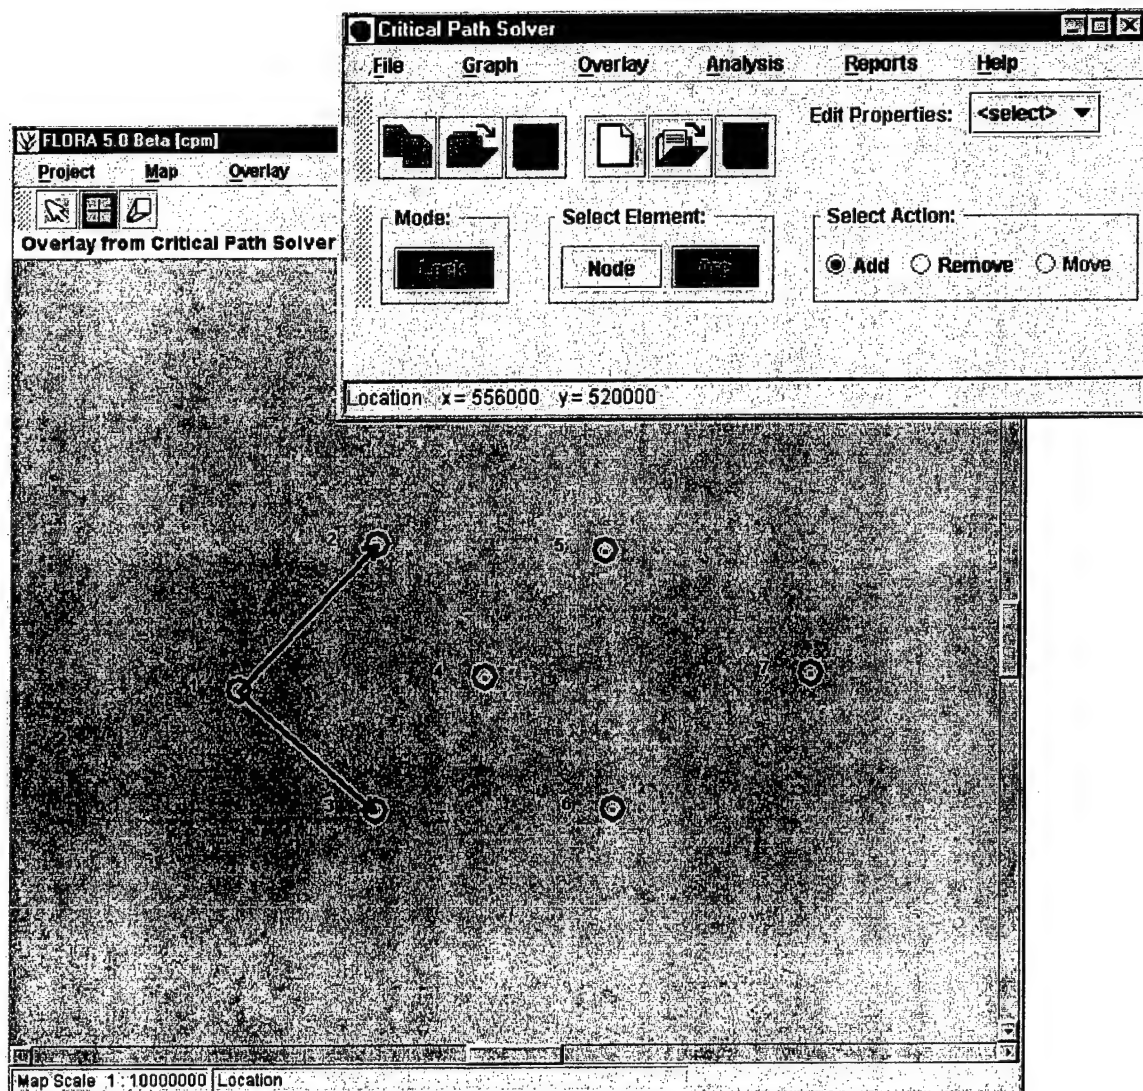 Critical Path Solver
File Graph Overlay Analysis Reports Help
Edit Properties: <select>
Mode: Select Element: Select Action:
Lock Node Arc Add Remove Move
Location x= 556000 y= 520000
FLORA 5.0 Beta [cpm]
Project Map Overlay
Overlay from Critical Path Solver
2 5
4 7
3 6
Map Scale 1 : 10000000 Location